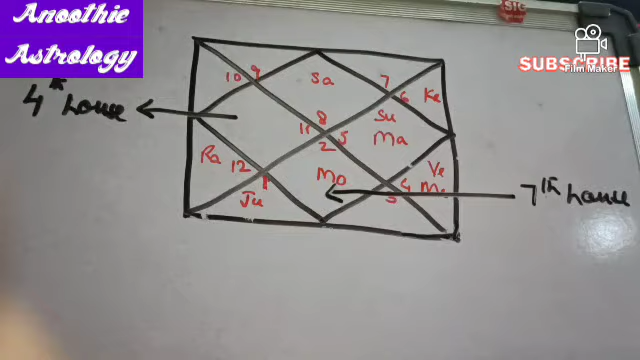 Anoothie
Astrology
SIG
SUBSCRIBE
Film Maker
4th house
10 9 Sa 7 6 Ke
Su
Ma
11 8 5 2
Ra 12 1 Mo Ve
4 Me
Ju 3
7th house